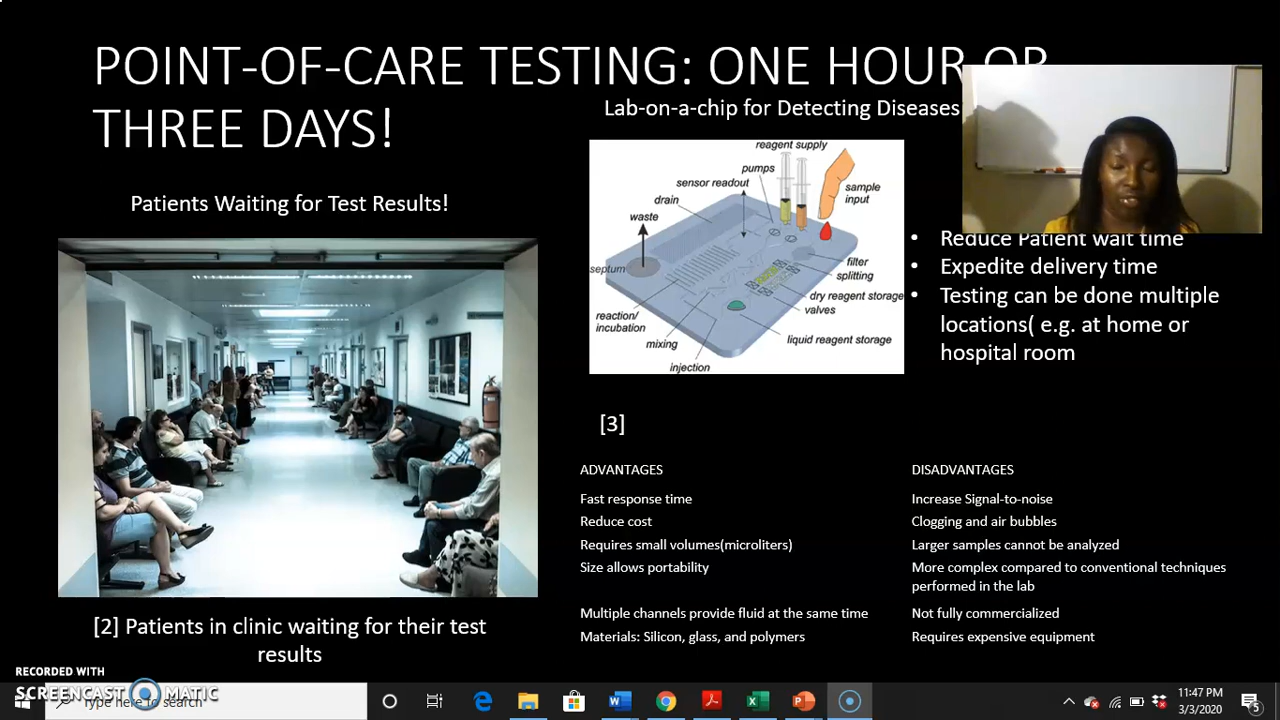 POINT-OF-CARE TESTING: ONE HOUR OR
THREE DAYS!
Lab-on-a-chip for Detecting Diseases
Patients Waiting for Test Results!
reagent supply
pumps
sensor readout
sample
input
drain
waste
septum
filter
splitting
dry reagent storage
valves
reaction/
incubation
mixing
liquid reagent storage
injection
• Reduce Patient wait time
• Expedite delivery time
• Testing can be done multiple
locations( e.g. at home or
hospital room
[3]
ADVANTAGES
Fast response time
Reduce cost
Requires small volumes(microliters)
Size allows portability
Multiple channels provide fluid at the same time
Materials: Silicon, glass, and polymers
DISADVANTAGES
Increase Signal-to-noise
Clogging and air bubbles
Larger samples cannot be analyzed
More complex compared to conventional techniques
performed in the lab
Not fully commercialized
Requires expensive equipment
[2] Patients in clinic waiting for their test
results
RECORDED WITH
SCREENCAST MATIC
Type here to search
11:47 PM
3/3/2020
5